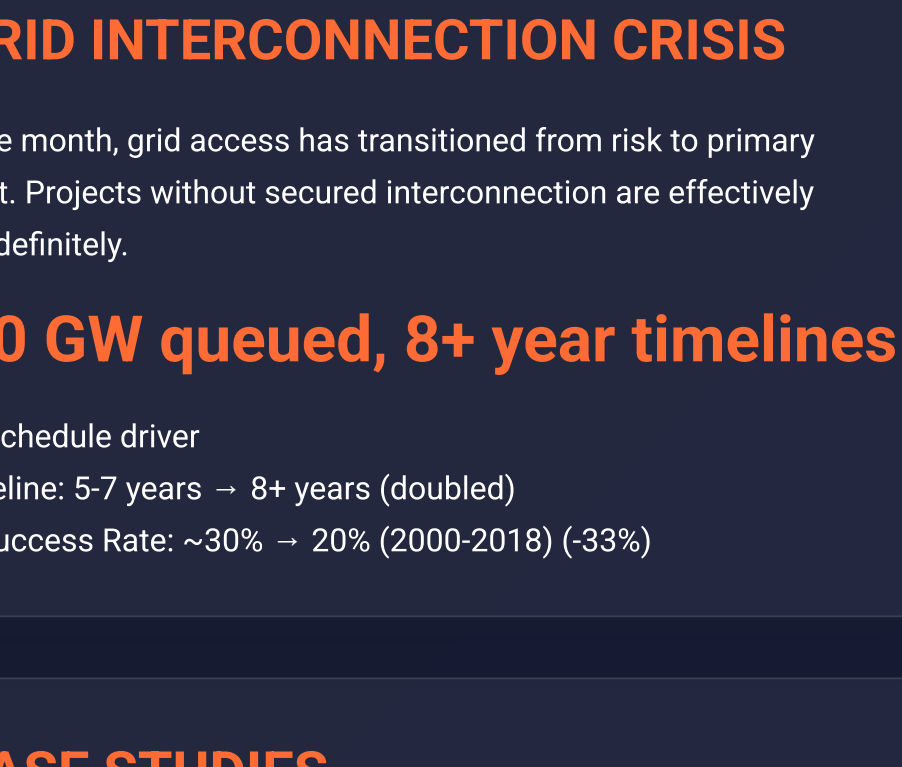 RID INTERCONNECTION CRISIS
e month, grid access has transitioned from risk to primary
t. Projects without secured interconnection are effectively
definitely.
0 GW queued, 8+ year timelines
chedule driver
eline: 5-7 years → 8+ years (doubled)
uccess Rate: ~30% → 20% (2000-2018) (-33%)
ASE STUDIES